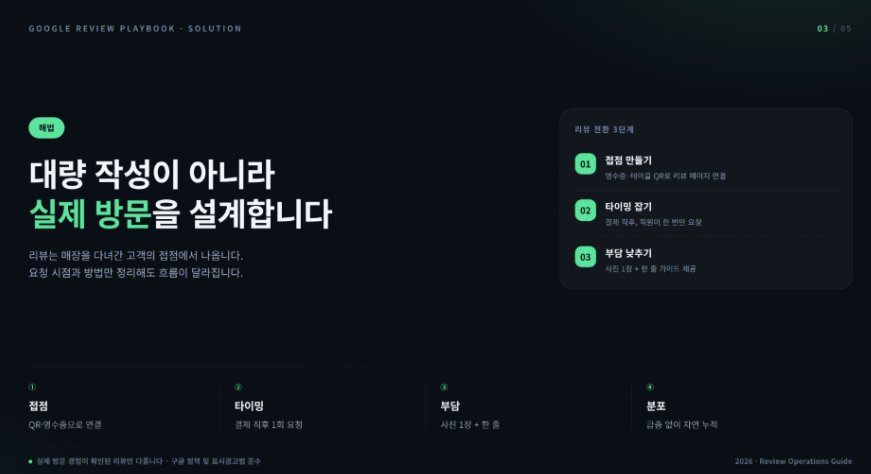 GOOGLE REVIEW PLAYBOOK · SOLUTION
03 / 05
해법
대량 작성이 아니라
실제 방문을 설계합니다
리뷰는 매장을 다녀간 고객의 접점에서 나옵니다.
요청 시점과 방법만 정리해도 흐름이 달라집니다.
리뷰 전환 3단계
01
접점 만들기
영수증·테이블 QR로 리뷰 페이지 연결
02
타이밍 잡기
결제 직후, 직원이 한 번만 요청
03
부담 낮추기
사진 1장 + 한 줄 가이드 제공
①
접점
QR·영수증으로 연결
②
타이밍
결제 직후 1회 요청
③
부담
사진 1장 + 한 줄
④
분포
급증 없이 자연 누적
실제 방문 경험이 확인된 리뷰만 다룹니다 · 구글 정책 및 표시광고법 준수
2026 · Review Operations Guide